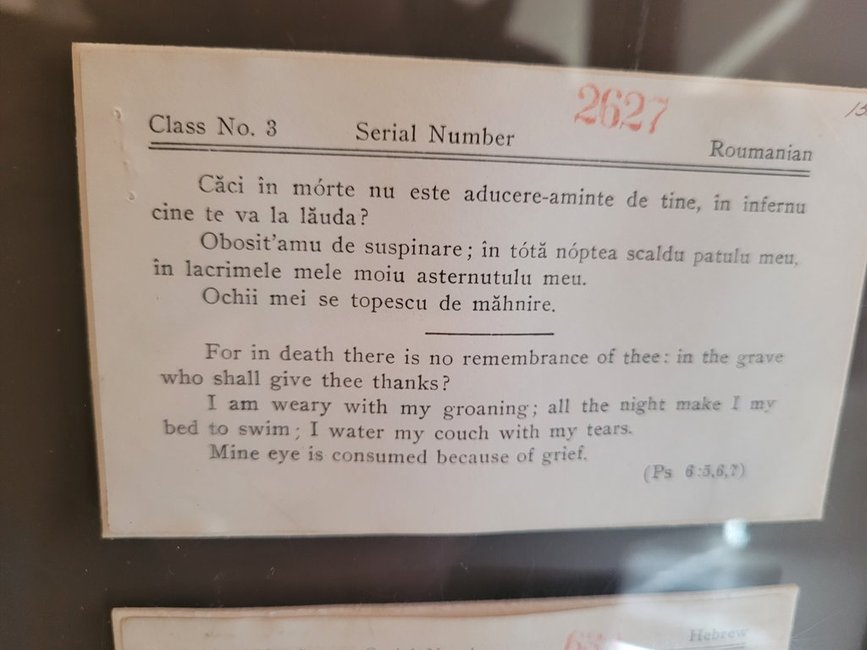 2627
Class No. 3 Serial Number Roumanian
Căci în mórte nu este aducere-aminte de tine, în infernu
cine te va la lăuda?
Obosit'amu de suspinare; în tótă nóptea scaldu patulu meu,
în lacrimele mele moiu asternutulu meu.
Ochii mei se topescu de măhnire.
For in death there is no remembrance of thee: in the grave
who shall give thee thanks?
I am weary with my groaning; all the night make I my
bed to swim; I water my couch with my tears.
Mine eye is consumed because of grief.
(Ps 6:5,6,7)
Hebrew